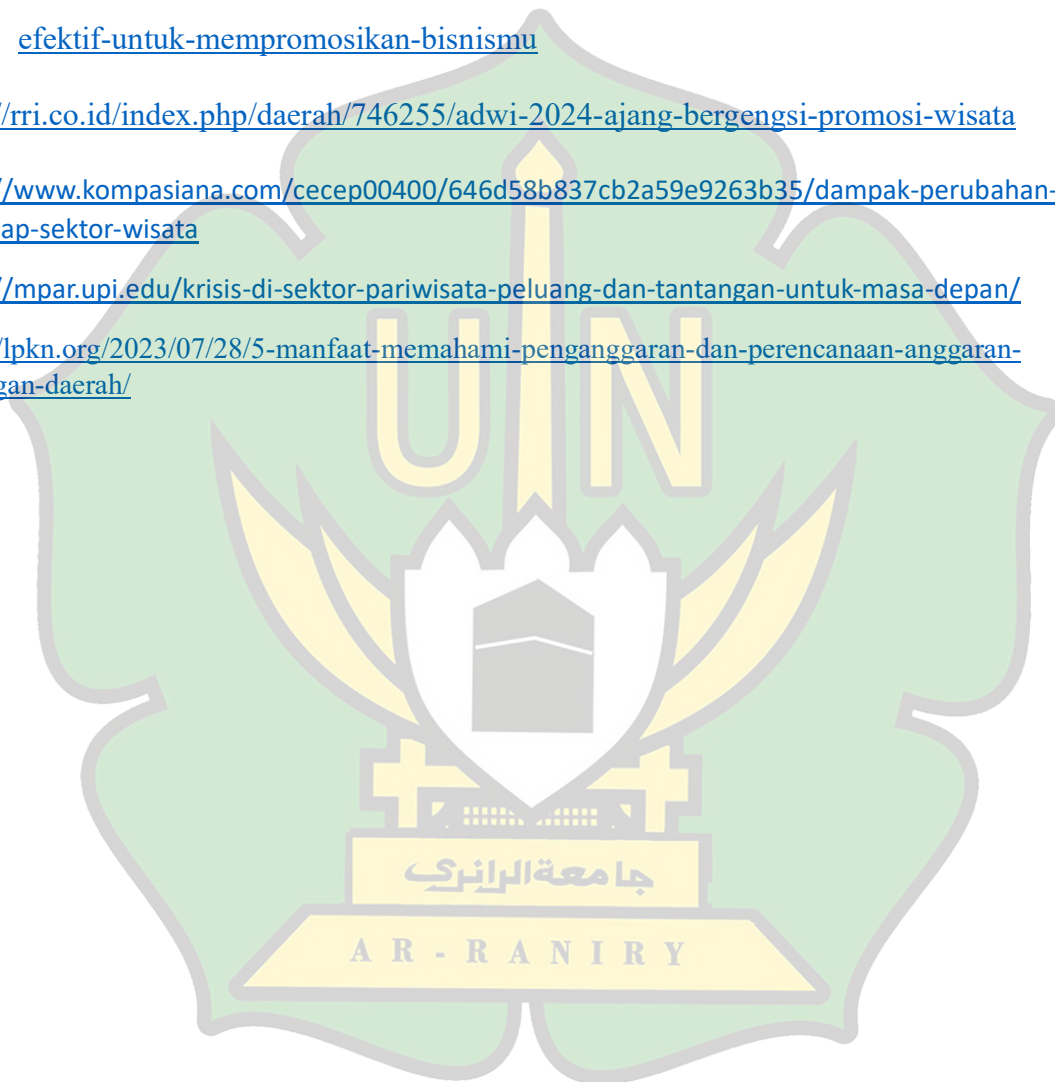 efektif-untuk-mempromosikan-bisnismu
//rri.co.id/index.php/daerah/746255/adwi-2024-ajang-bergengsi-promosi-wisata
//www.kompasiana.com/cecep00400/646d58b837cb2a59e9263b35/dampak-perubahan-
ap-sektor-wisata
//mpar.upi.edu/krisis-di-sektor-pariwisata-peluang-dan-tantangan-untuk-masa-depan/
/lpkn.org/2023/07/28/5-manfaat-memahami-penganggaran-dan-perencanaan-anggaran-
gan-daerah/
UIN
جامعة الرانري
AR-RANIRY